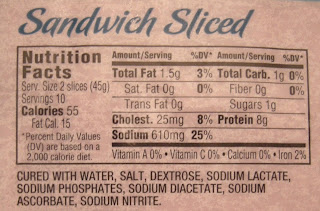 Sandwich Sliced
Nutrition Facts
Serv. Size 2 slices (45g)
Servings 10
Calories 55
Fat Cal. 15
*Percent Daily Values
(DV) are based on a
2,000 calorie diet.
Amount/Serving %DV*
Total Fat 1.5g 3%
Sat. Fat 0g 0%
Trans Fat 0g
Cholest. 25mg 8%
Sodium 610mg 25%
Amount/Serving %DV*
Total Carb. 1g 0%
Fiber 0g 0%
Sugars 1g
Protein 8g
Vitamin A 0% • Vitamin C 0% • Calcium 0% • Iron 2%
CURED WITH WATER, SALT, DEXTROSE, SODIUM LACTATE,
SODIUM PHOSPHATES, SODIUM DIACETATE, SODIUM
ASCORBATE, SODIUM NITRITE.